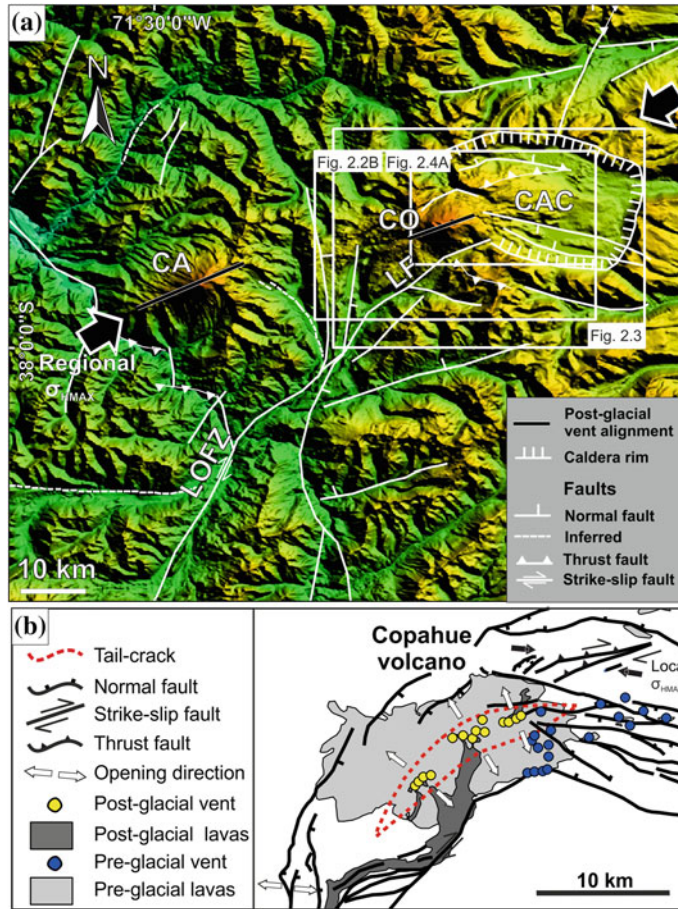 (a)
71°30'0"W
N
Fig. 2.2B
Fig. 2.4A
CO
CAC
CA
LF
Fig. 2.3
38°0'0"S
Regional
σHMAX
LOFZ
10 km
Post-glacial
vent alignment
Caldera rim
Faults
Normal fault
Inferred
Thrust fault
Strike-slip fault
(b)
Tail-crack
Normal fault
Strike-slip fault
Thrust fault
Opening direction
Post-glacial vent
Post-glacial lavas
Pre-glacial vent
Pre-glacial lavas
Copahue
volcano
Loca
σHMA
10 km